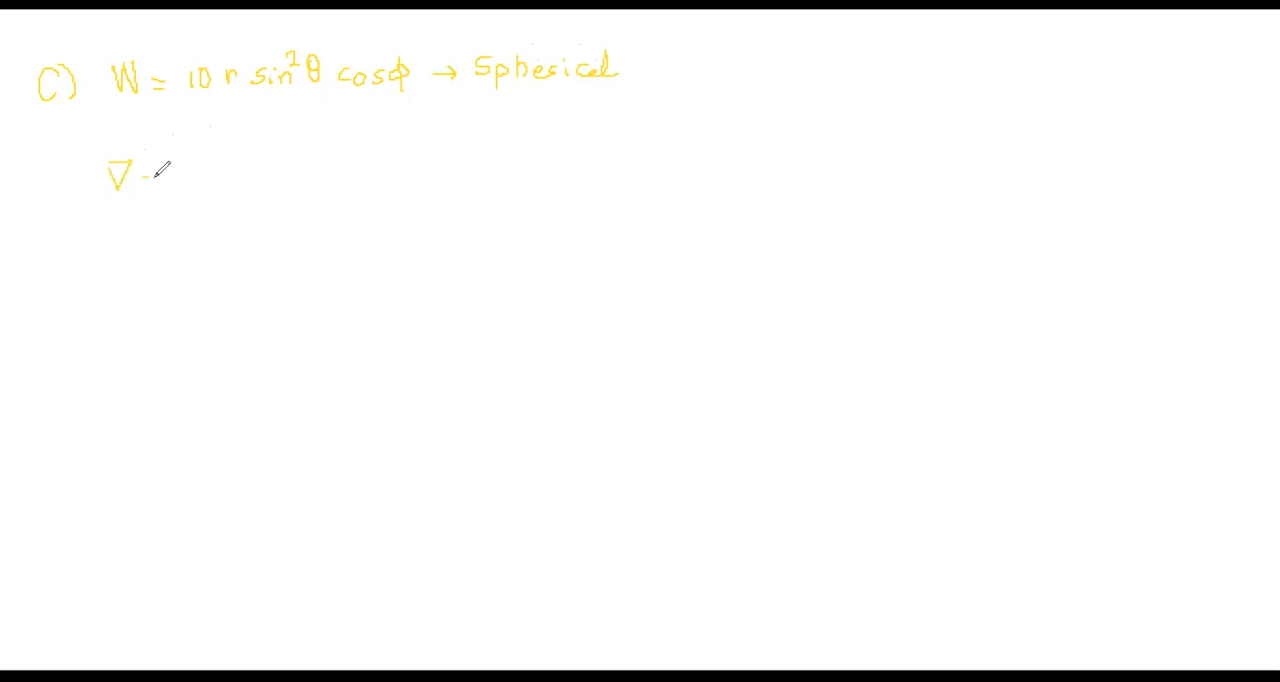 C) W = 10 r sin²θ cosϕ → Spherical
∇ -